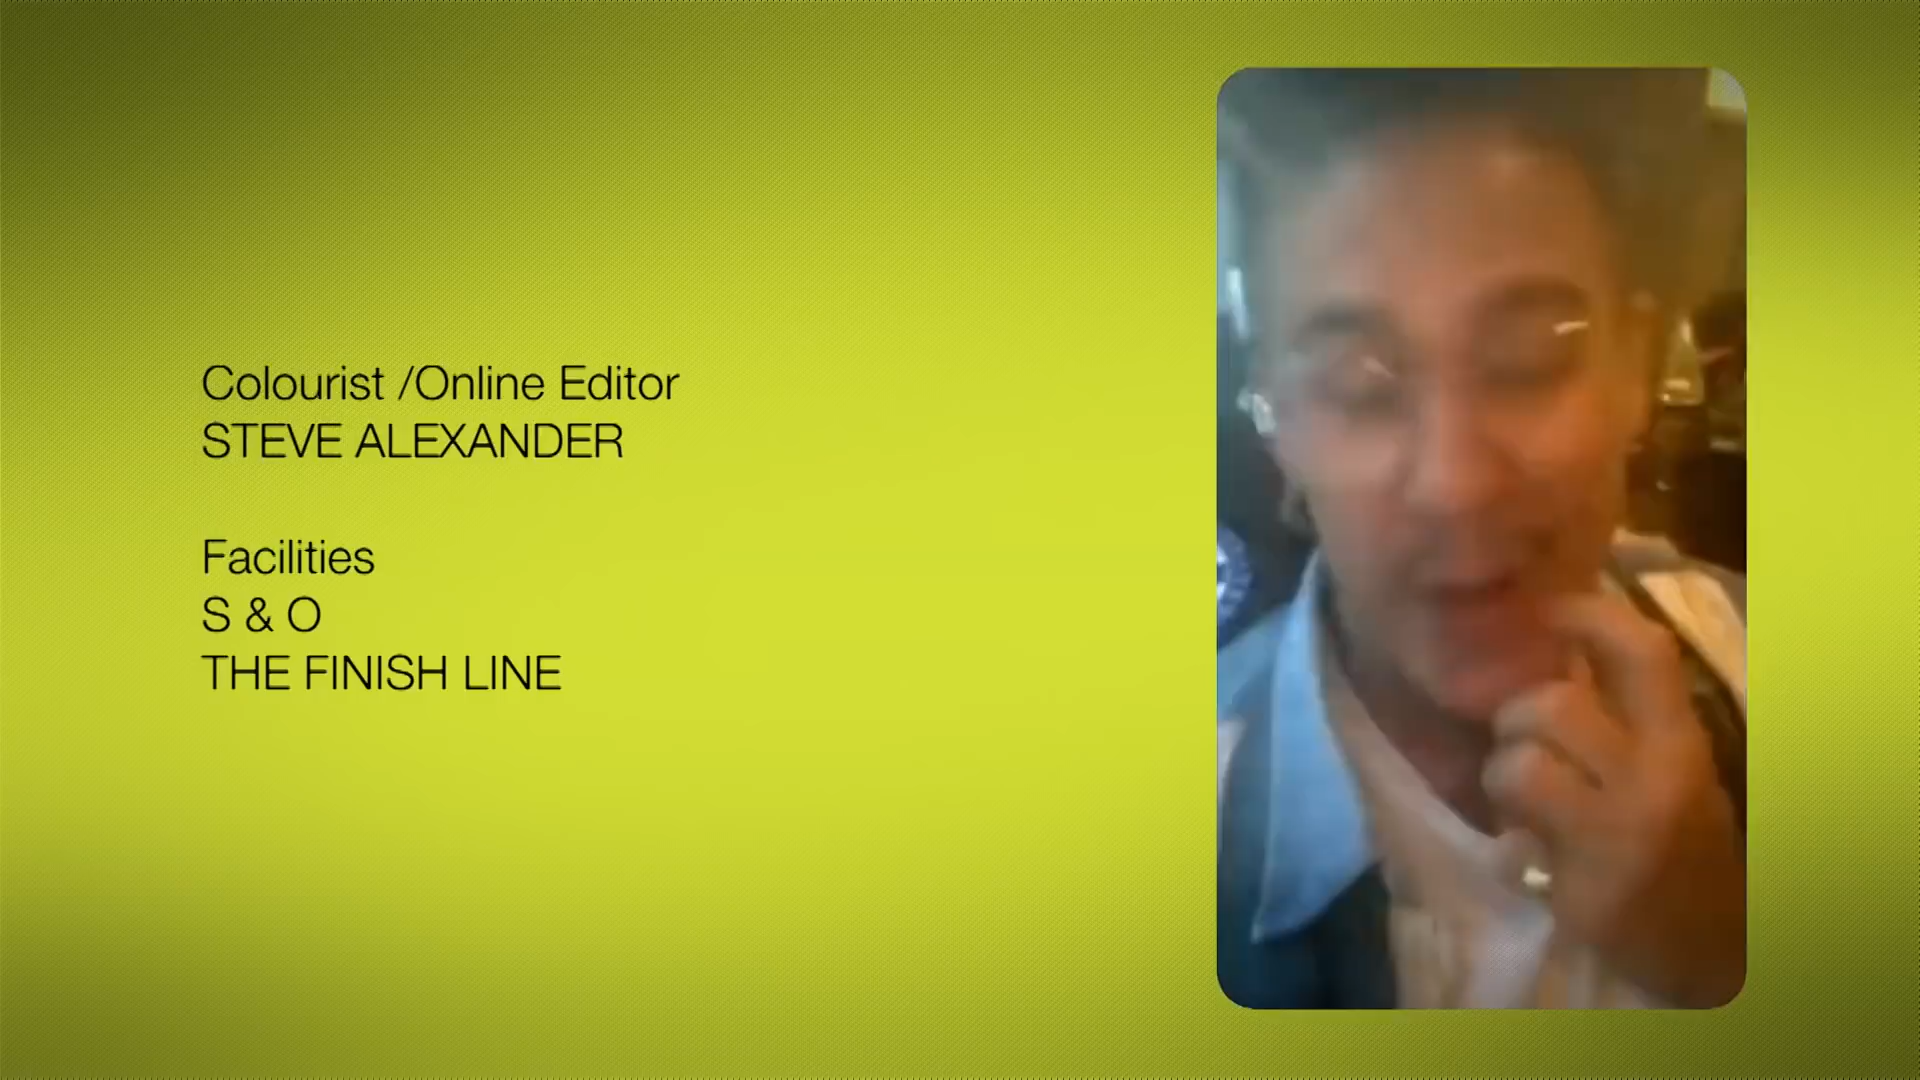 Colourist /Online Editor
STEVE ALEXANDER
Facilities
S & O
THE FINISH LINE